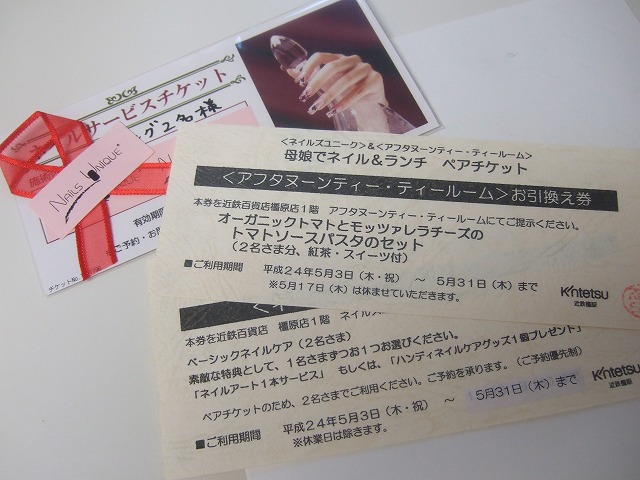 サービスチケット
グ2名様
NAILS UNIQUE
有効期
ご予約・お
チケットNo.
<ネイルズユニーク>&<アフタヌーンティー・ティールーム>
母娘でネイル&ランチ　ペアチケット
<アフタヌーンティー・ティールーム>お引換え券
本券を近鉄百貨店橿原店1階　アフタヌーンティー・ティールームにてご提示ください。
オーガニックトマトとモッツァレラチーズの
トマトソースパスタのセット
(2名さま分、紅茶・スイーツ付)
■ご利用期間　平成24年5月3日(木・祝)　～　5月31日(木)まで
※5月17日(木)は休ませていただきます。
Kintetsu
近鉄橿原
本券を近鉄百貨店　橿原店1階　ネイルズ
ベーシックネイルケア(2名さま)
素敵な特典として、1名さまずつお1つお選びください。
「ネイルアート1本サービス」　もしくは、「ハンディネイルケアグッズ1個プレゼント」
ペアチケットのため、2名さまでご利用ください。ご予約を承ります。(ご予約優先制)
■ご利用期間　平成24年5月3日(木・祝)　～　5月31日(木)まで
※休業日は除きます。
Kintetsu
近鉄橿原